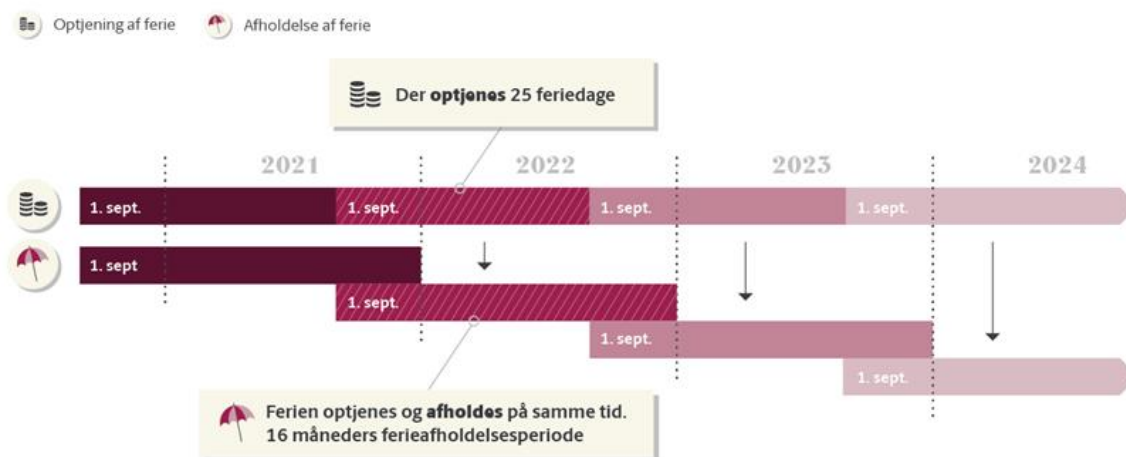 Optjening af ferie
Afholdelse af ferie
Der optjenes 25 feriedage
2021
2022
2023
2024
1. sept.
1. sept.
1. sept.
1. sept.
1. sept
1. sept.
1. sept.
1. sept.
Ferien optjenes og afholdes på samme tid.
16 måneders ferieafholdelsesperiode